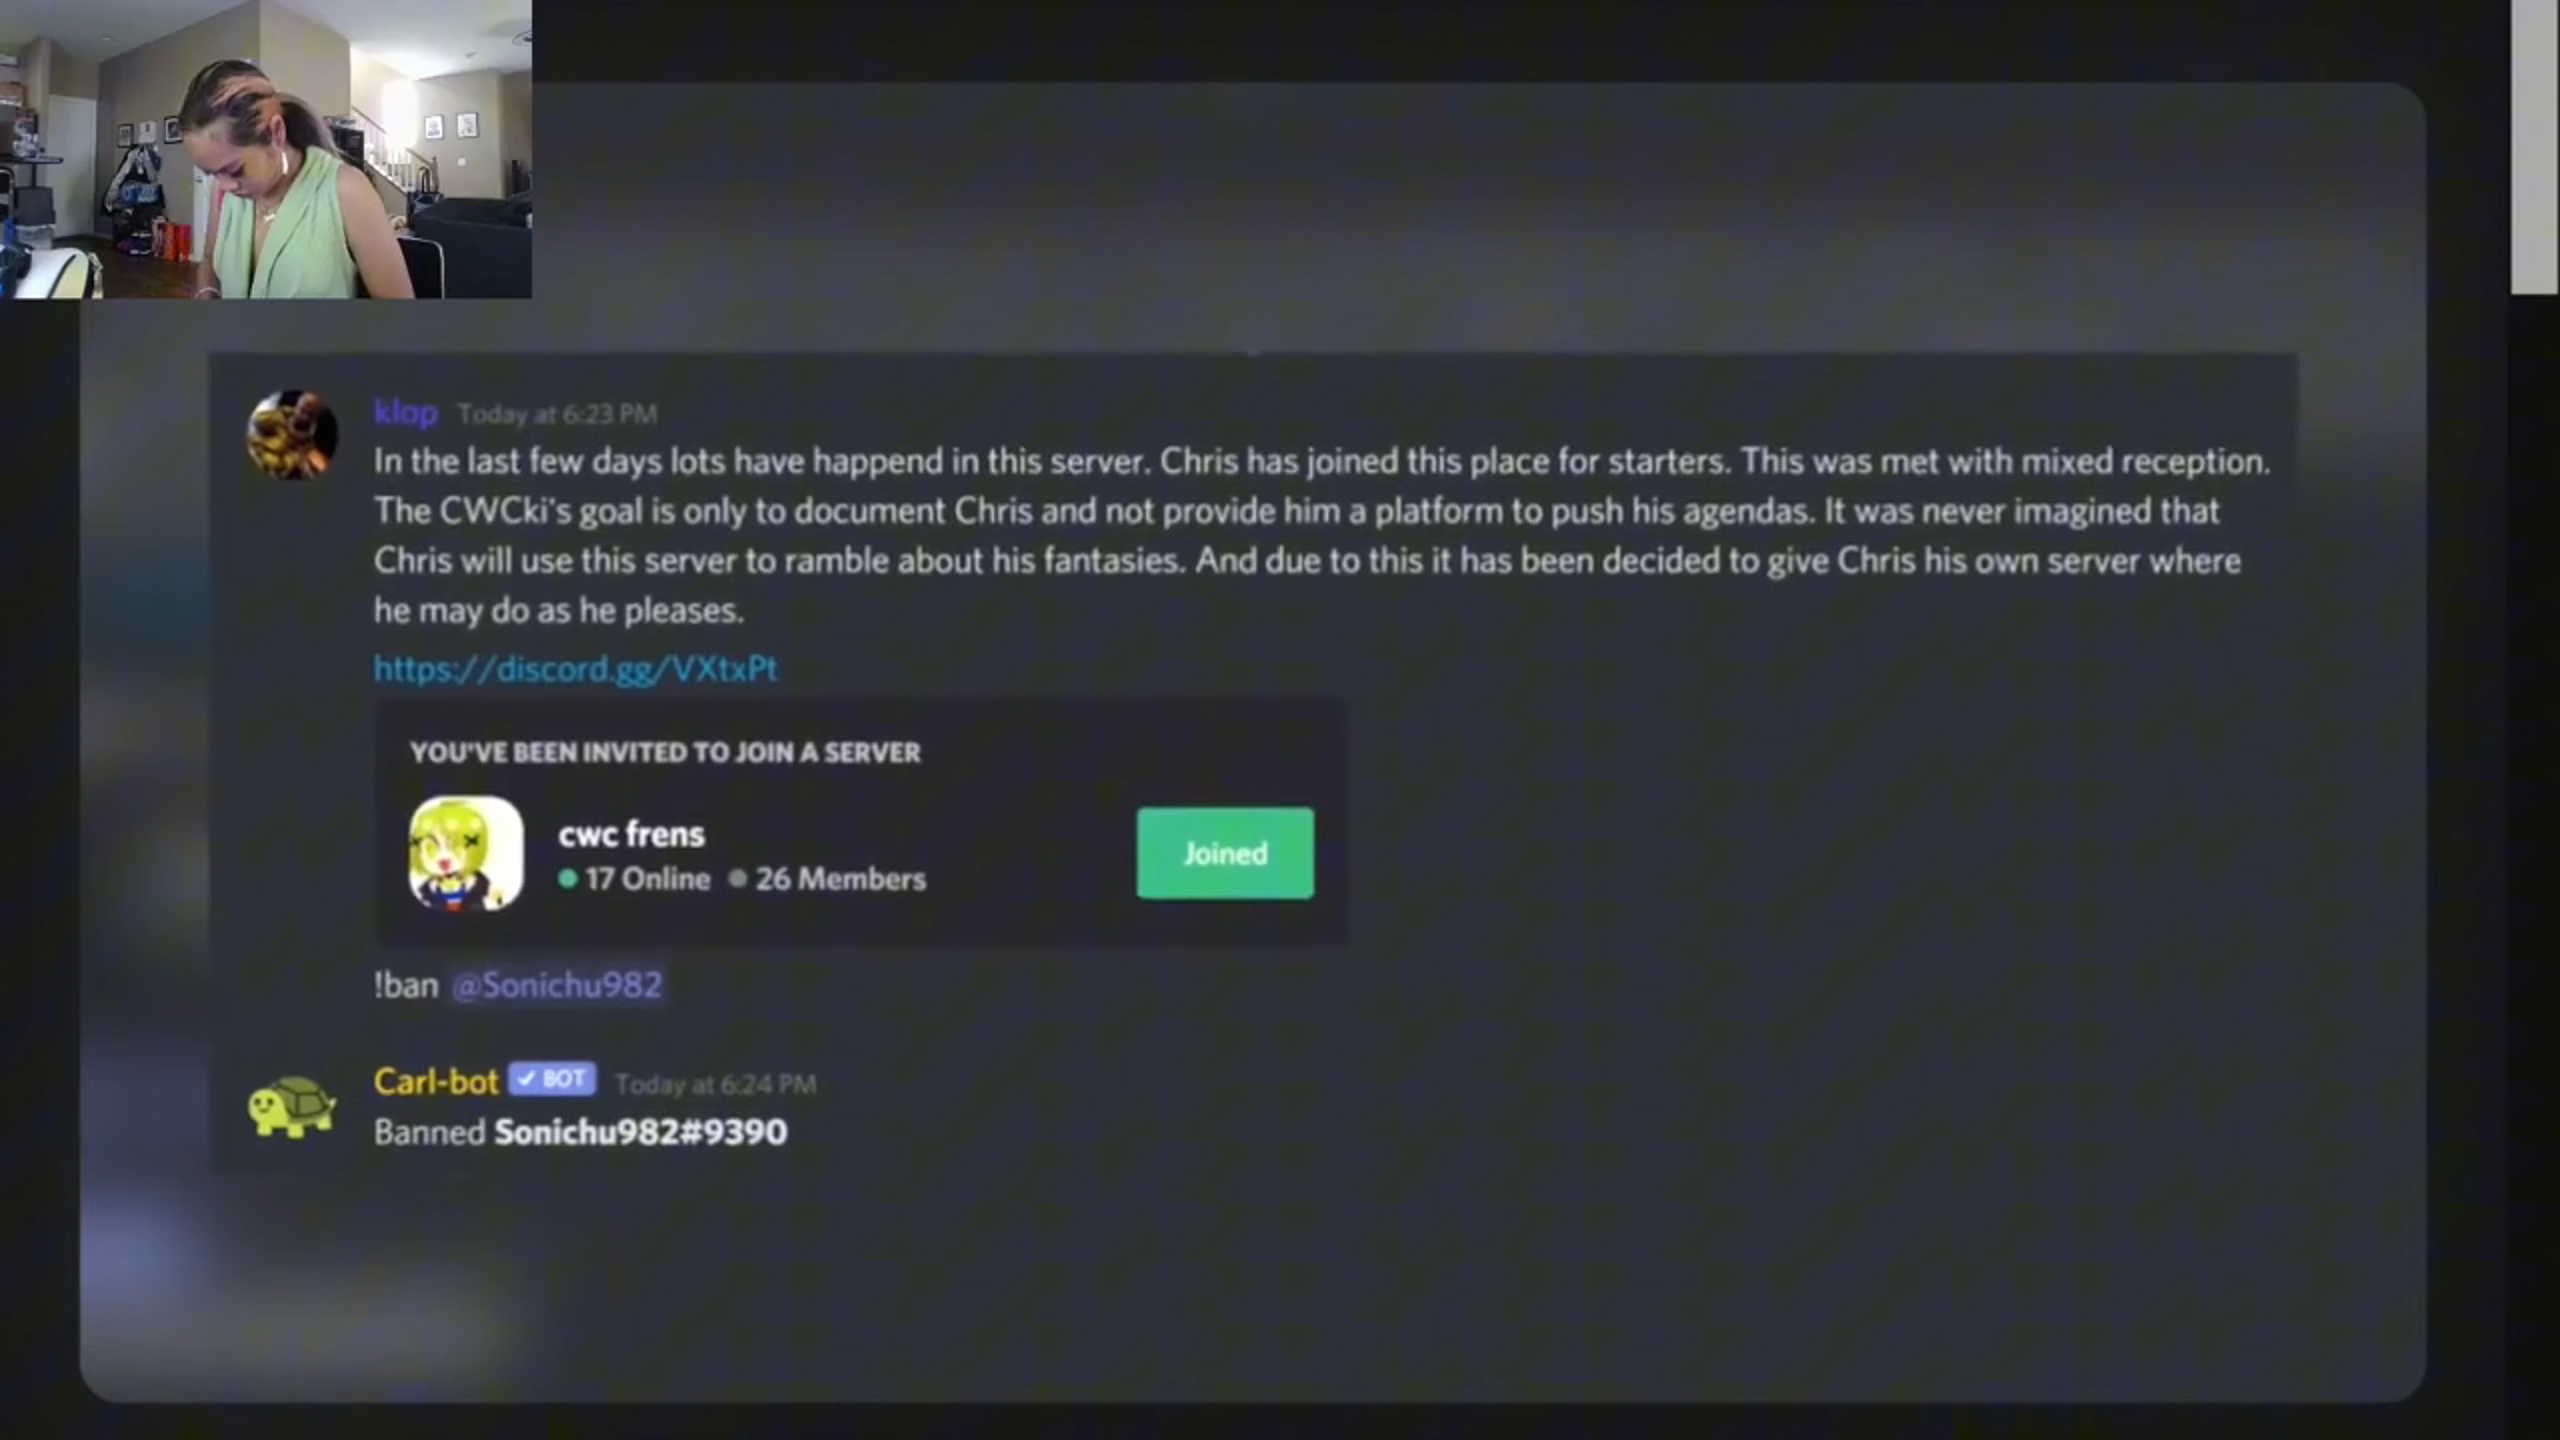 klop Today at 6:23 PM
In the last few days lots have happend in this server. Chris has joined this place for starters. This was met with mixed reception.
The CWCki's goal is only to document Chris and not provide him a platform to push his agendas. It was never imagined that
Chris will use this server to ramble about his fantasies. And due to this it has been decided to give Chris his own server where
he may do as he pleases.
https://discord.gg/VXtxPt
YOU'VE BEEN INVITED TO JOIN A SERVER
cwc frens
17 Online 26 Members
Joined
!ban @Sonichu982
Carl-bot BOT Today at 6:24 PM
Banned Sonichu982#9390